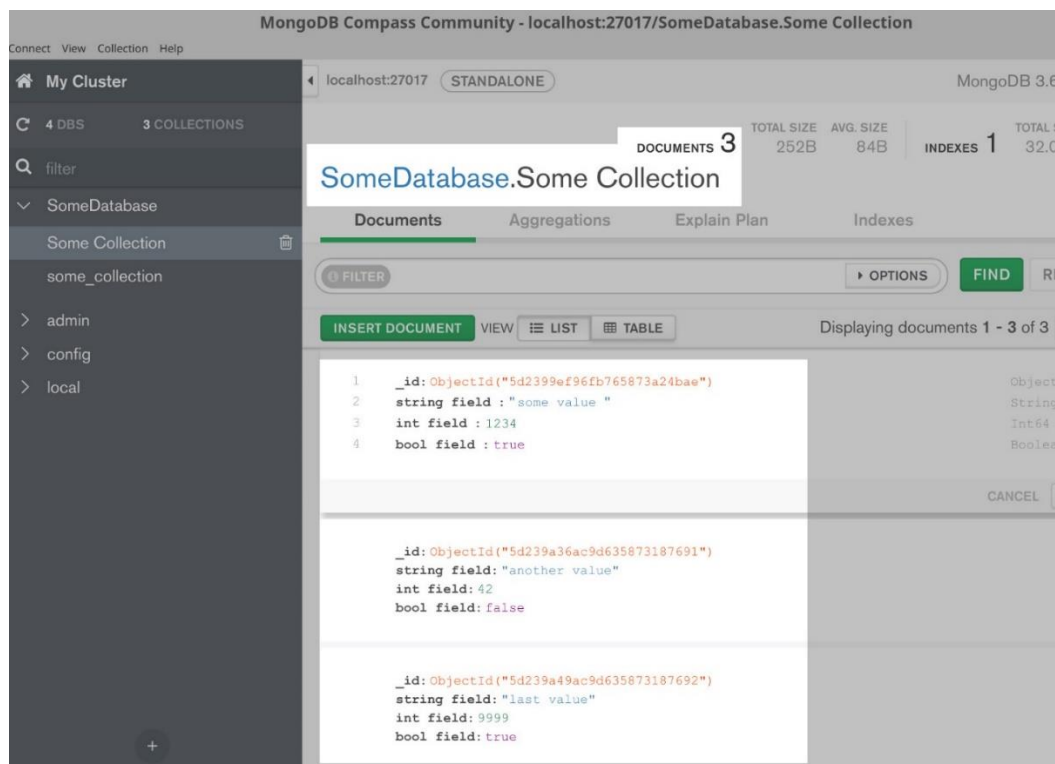 MongoDB Compass Community - localhost:27017/SomeDatabase.Some Collection
Connect View Collection Help
My Cluster
4 DBS 3 COLLECTIONS
filter
SomeDatabase
Some Collection
some_collection
admin
config
local
+
localhost:27017 STANDALONE MongoDB 3.6
DOCUMENTS 3 TOTAL SIZE 252B AVG. SIZE 84B INDEXES 1 TOTAL 32.0
SomeDatabase.Some Collection
Documents Aggregations Explain Plan Indexes
FILTER OPTIONS FIND
INSERT DOCUMENT VIEW LIST TABLE Displaying documents 1 - 3 of 3
1 _id: ObjectId("5d2399ef96fb765873a24bae") Object
2 string field : "some value " String
3 int field : 1234 Int64
4 bool field : true Boolea
CANCEL
_id: ObjectId("5d239a36ac9d635873187691")
string field: "another value"
int field: 42
bool field: false
_id: ObjectId("5d239a49ac9d635873187692")
string field: "last value"
int field: 9999
bool field: true